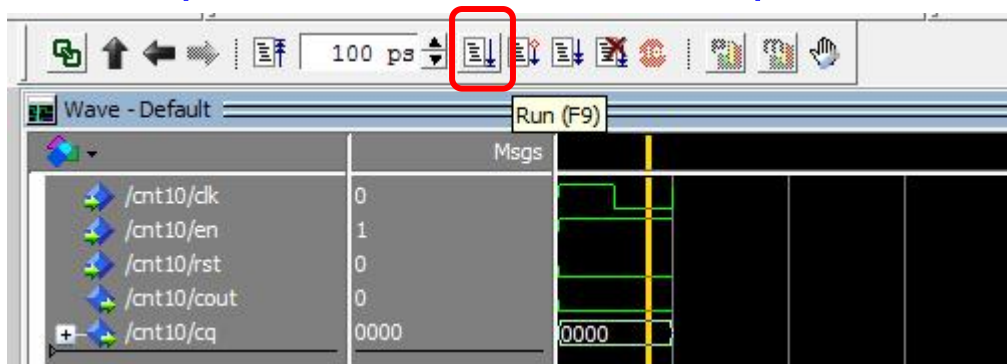 100 ps
Run (F9)
Wave - Default
Msgs
/cnt10/clk 0
/cnt10/en 1
/cnt10/rst 0
/cnt10/cout 0
/cnt10/cq 0000 0000